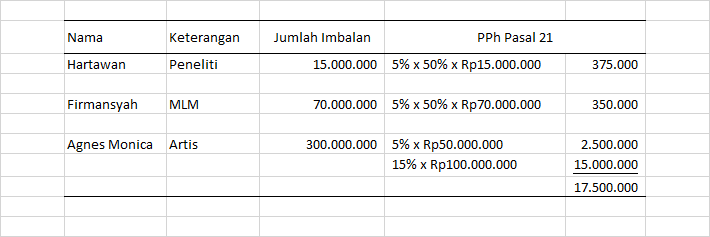 Nama Keterangan Jumlah Imbalan PPh Pasal 21
Hartawan Peneliti 15.000.000 5% x 50% x Rp15.000.000 375.000
Firmansyah MLM 70.000.000 5% x 50% x Rp70.000.000 350.000
Agnes Monica Artis 300.000.000 5% x Rp50.000.000 2.500.000
15% x Rp100.000.000 15.000.000
17.500.000